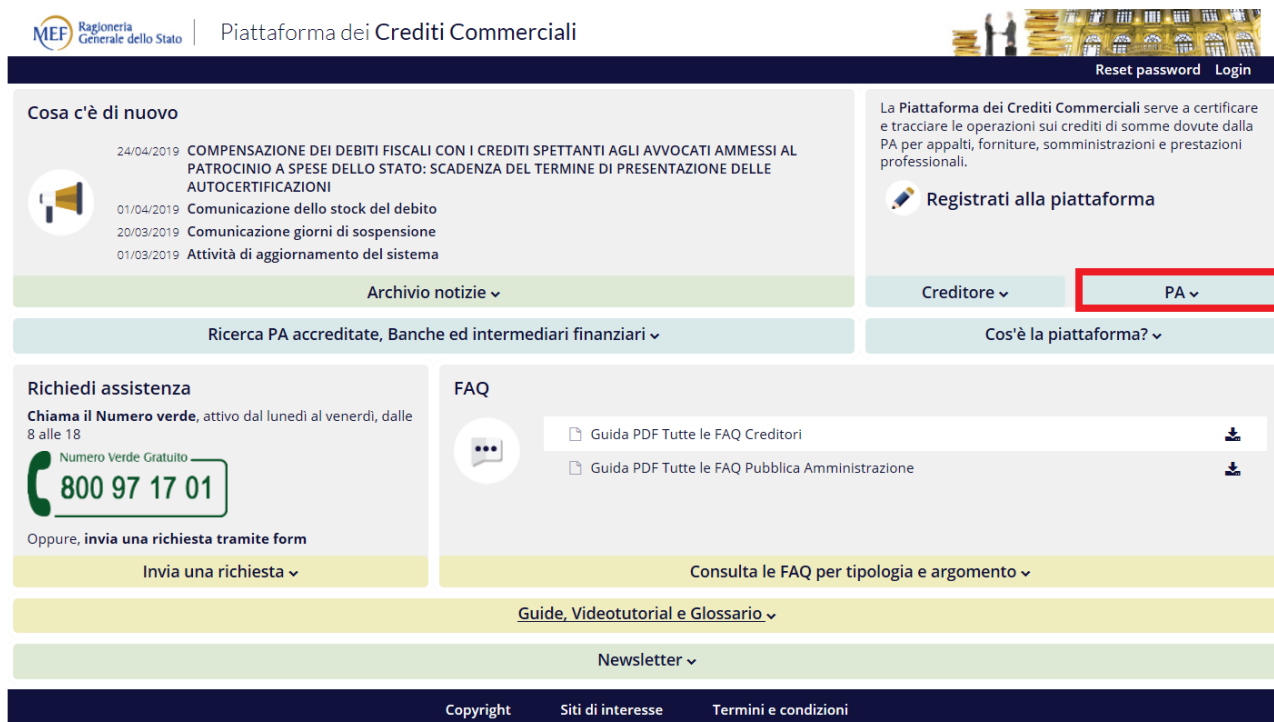 MEF Ragioneria
Generale dello Stato
Piattaforma dei Crediti Commerciali
Reset password Login
Cosa c'è di nuovo
24/04/2019 COMPENSAZIONE DEI DEBITI FISCALI CON I CREDITI SPETTANTI AGLI AVVOCATI AMMESSI AL
PATROCINIO A SPESE DELLO STATO: SCADENZA DEL TERMINE DI PRESENTAZIONE DELLE
AUTOCERTIFICAZIONI
01/04/2019 Comunicazione dello stock del debito
20/03/2019 Comunicazione giorni di sospensione
01/03/2019 Attività di aggiornamento del sistema
Archivio notizie
La Piattaforma dei Crediti Commerciali serve a certificare
e tracciare le operazioni sui crediti di somme dovute dalla
PA per appalti, forniture, somministrazioni e prestazioni
professionali.
Registrati alla piattaforma
Creditore
PA
Ricerca PA accreditate, Banche ed intermediari finanziari
Cos'è la piattaforma?
Richiedi assistenza
Chiama il Numero verde, attivo dal lunedì al venerdì, dalle
8 alle 18
Numero Verde Gratuito
800 97 17 01
Oppure, invia una richiesta tramite form
Invia una richiesta
FAQ
Guida PDF Tutte le FAQ Creditori
Guida PDF Tutte le FAQ Pubblica Amministrazione
Consulta le FAQ per tipologia e argomento
Guide, Videotutorial e Glossario
Newsletter
Copyright Siti di interesse Termini e condizioni